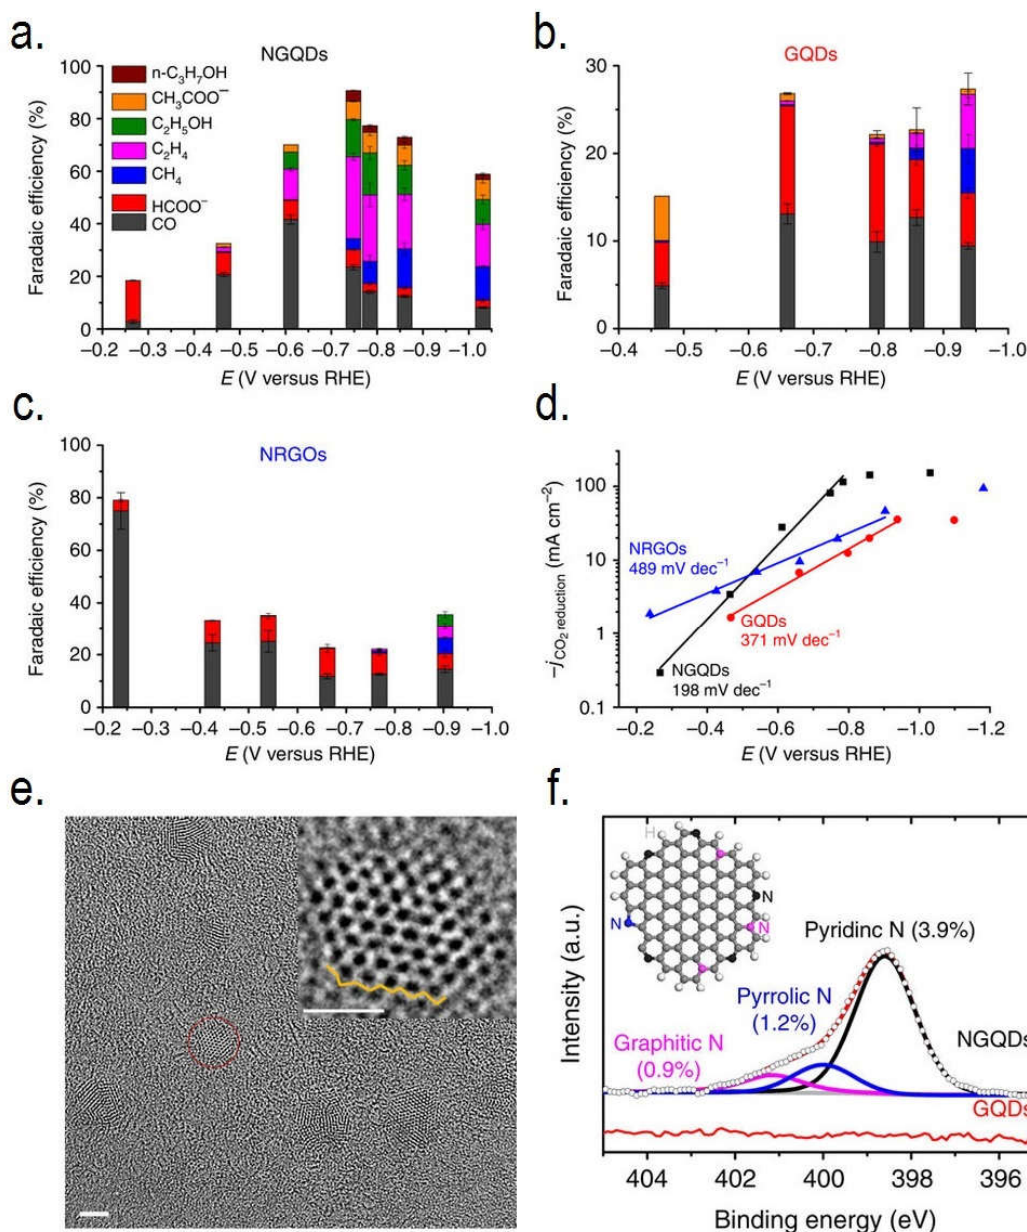 a.
NGQDs
n-C₃H₇OH
CH₃COO⁻
C₂H₅OH
C₂H₄
CH₄
HCOO⁻
CO
Faradaic efficiency (%)
100
80
60
40
20
0
–0.2 –0.3 –0.4 –0.5 –0.6 –0.7 –0.8 –0.9 –1.0
E (V versus RHE)
b.
GQDs
Faradaic efficiency (%)
30
20
10
0
–0.4 –0.5 –0.6 –0.7 –0.8 –0.9 –1.0
E (V versus RHE)
c.
NRGOs
Faradaic efficiency (%)
100
80
60
40
20
0
–0.2 –0.3 –0.4 –0.5 –0.6 –0.7 –0.8 –0.9 –1.0
E (V versus RHE)
d.
–jCO₂ reduction (mA cm⁻²)
100
10
1
0.1
NRGOs
489 mV dec⁻¹
GQDs
371 mV dec⁻¹
NGQDs
198 mV dec⁻¹
–0.2 –0.4 –0.6 –0.8 –1.0 –1.2
E (V versus RHE)
e.
f.
Intensity (a.u.)
H
N
N
N
Pyridinc N (3.9%)
Pyrrolic N
(1.2%)
Graphitic N
(0.9%)
NGQDs
GQDs
404 402 400 398 396
Binding energy (eV)